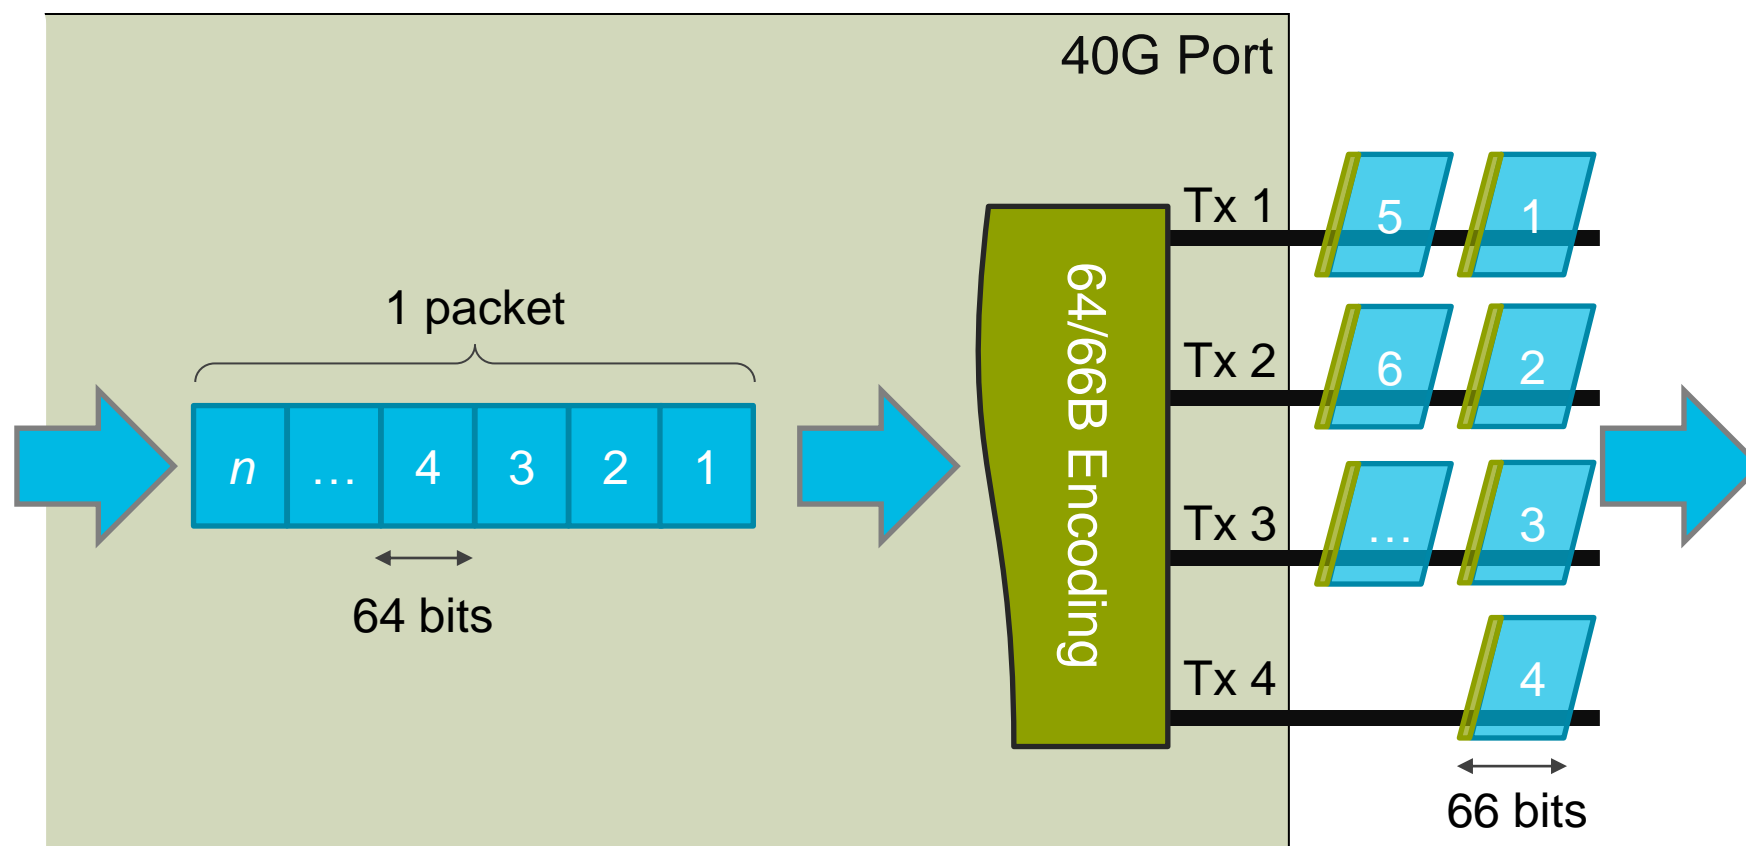 40G Port
1 packet
n … 4 3 2 1
64 bits
64/66B Encoding
Tx 1
5 1
Tx 2
6 2
Tx 3
… 3
Tx 4
4
66 bits